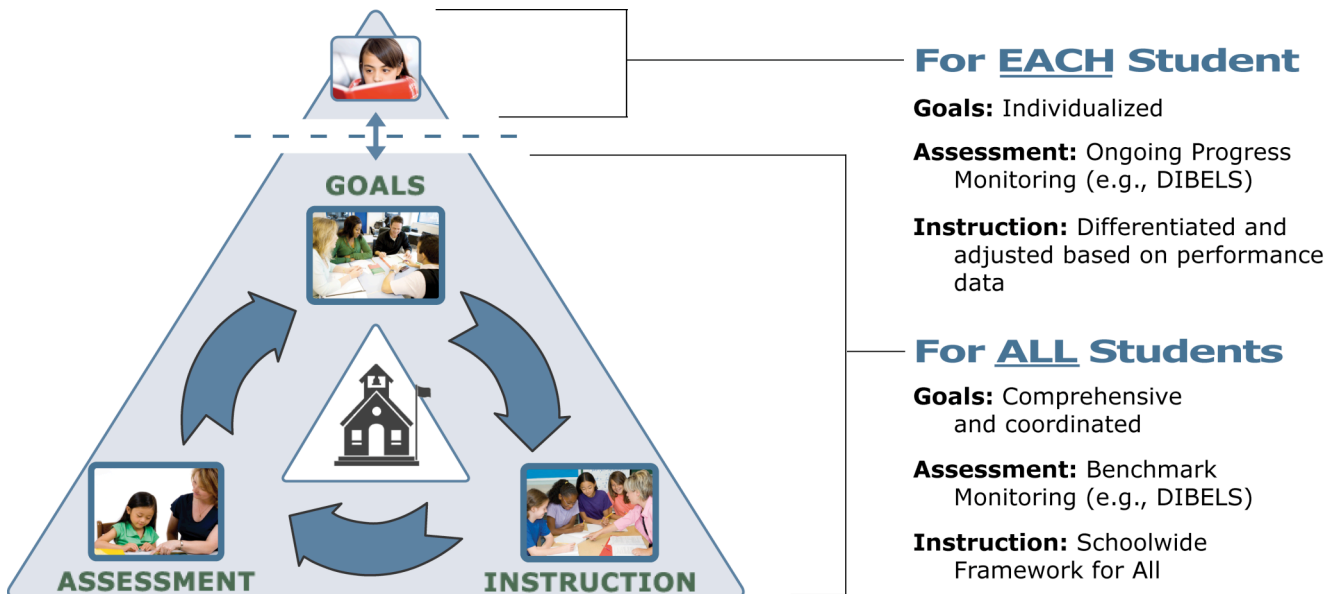 For EACH Student
Goals: Individualized
Assessment: Ongoing Progress
Monitoring (e.g., DIBELS)
Instruction: Differentiated and
adjusted based on performance
data
For ALL Students
Goals: Comprehensive
and coordinated
Assessment: Benchmark
Monitoring (e.g., DIBELS)
Instruction: Schoolwide
Framework for All
GOALS
ASSESSMENT
INSTRUCTION